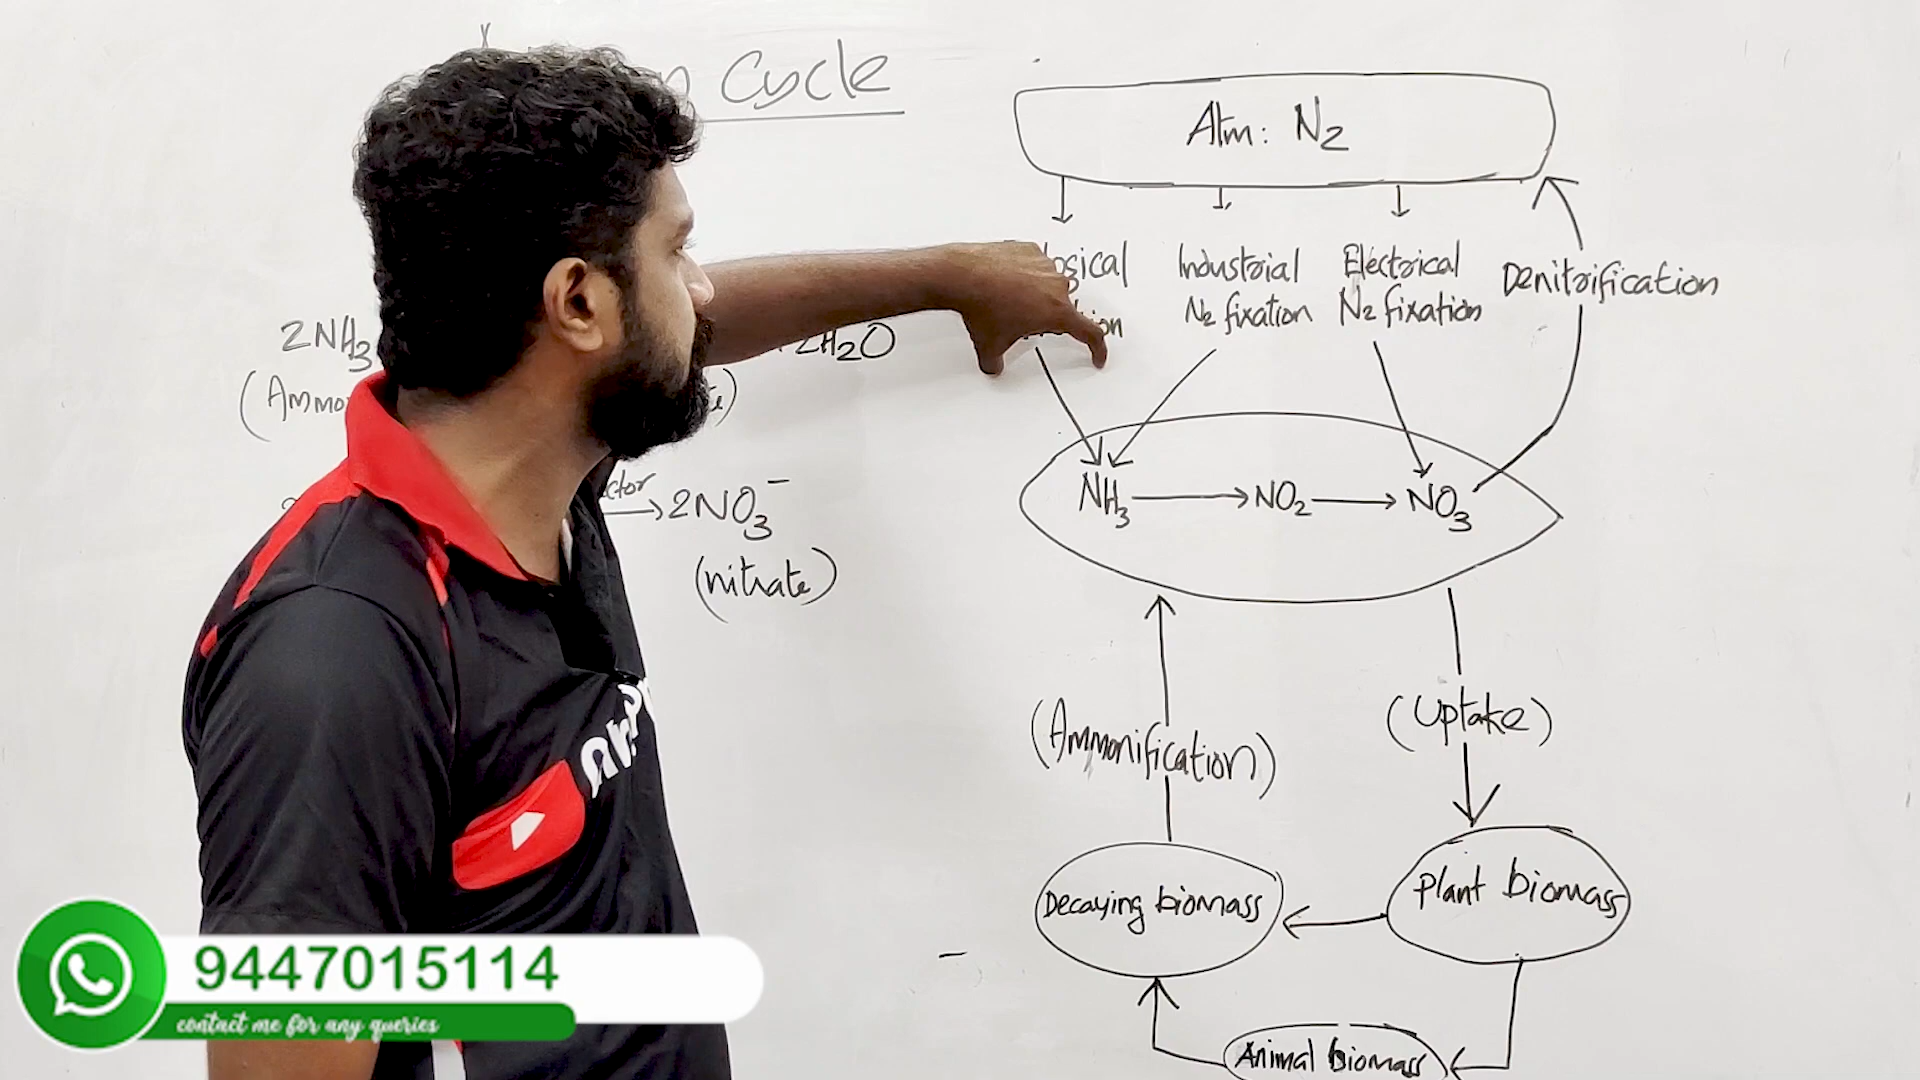 Cycle
Atm: N2
Industrial
N2 fixation
Electrical
N2 fixation
Denitrification
2NH3
2H2O
NH3 → NO2 → NO3
→ 2NO3-
(nitrate)
(Ammonification)
(Uptake)
Decaying biomass
Plant biomass
Animal biomass
9447015114
contact me for any queries